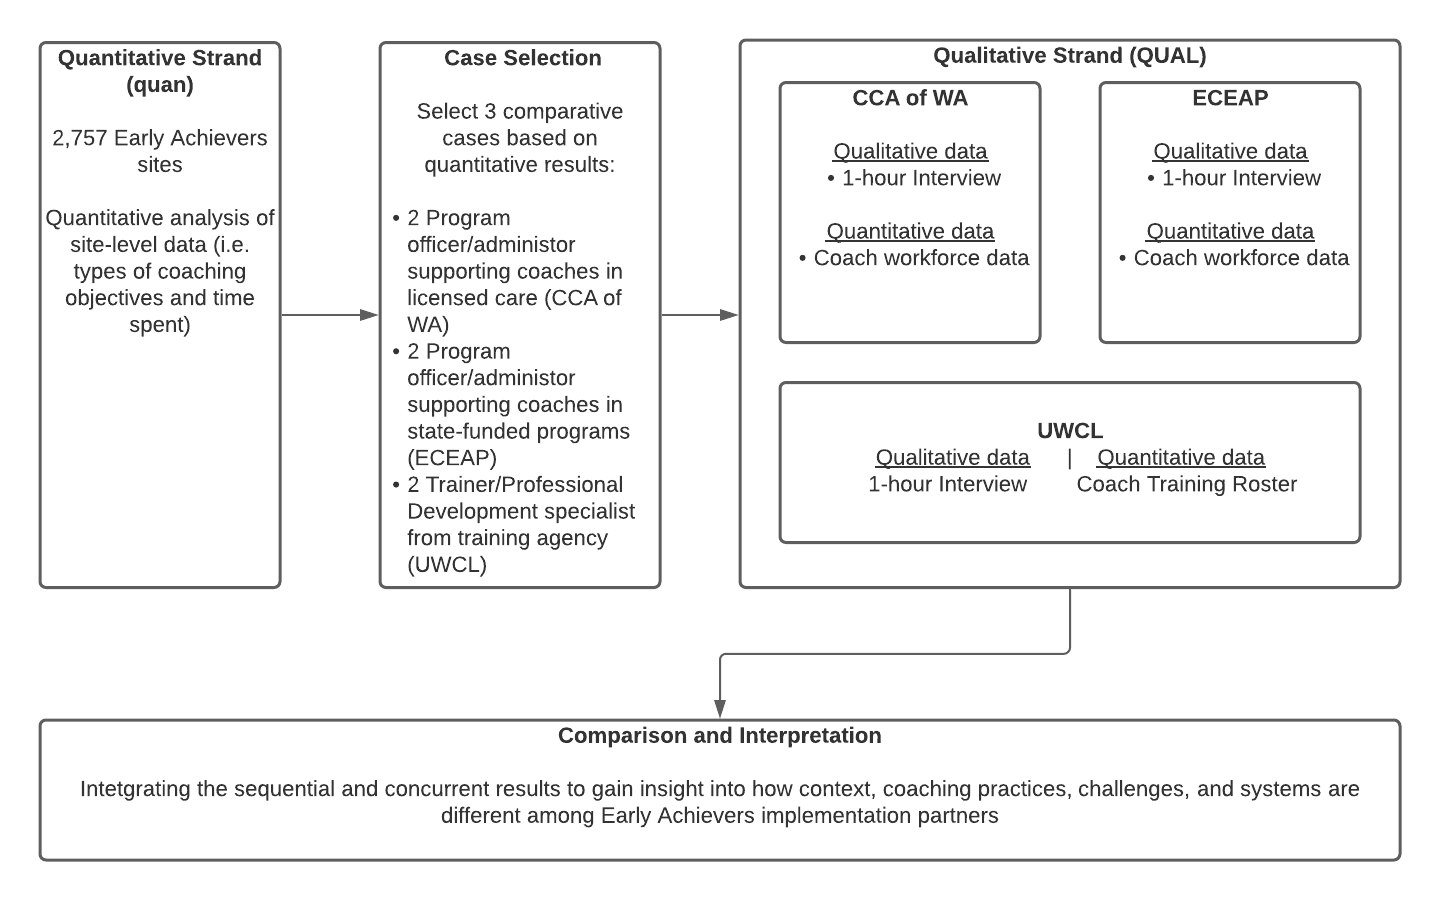 Quantitative Strand
(quan)
2,757 Early Achievers
sites
Quantitative analysis of
site-level data (i.e.
types of coaching
objectives and time
spent)
Case Selection
Select 3 comparative
cases based on
quantitative results:
• 2 Program
officer/administor
supporting coaches in
licensed care (CCA of
WA)
• 2 Program
officer/administor
supporting coaches in
state-funded programs
(ECEAP)
• 2 Trainer/Professional
Development specialist
from training agency
(UWCL)
Qualitative Strand (QUAL)
CCA of WA
Qualitative data
• 1-hour Interview
Quantitative data
• Coach workforce data
ECEAP
Qualitative data
• 1-hour Interview
Quantitative data
• Coach workforce data
UWCL
Qualitative data | Quantitative data
1-hour Interview Coach Training Roster
Comparison and Interpretation
Intetgrating the sequential and concurrent results to gain insight into how context, coaching practices, challenges, and systems are
different among Early Achievers implementation partners